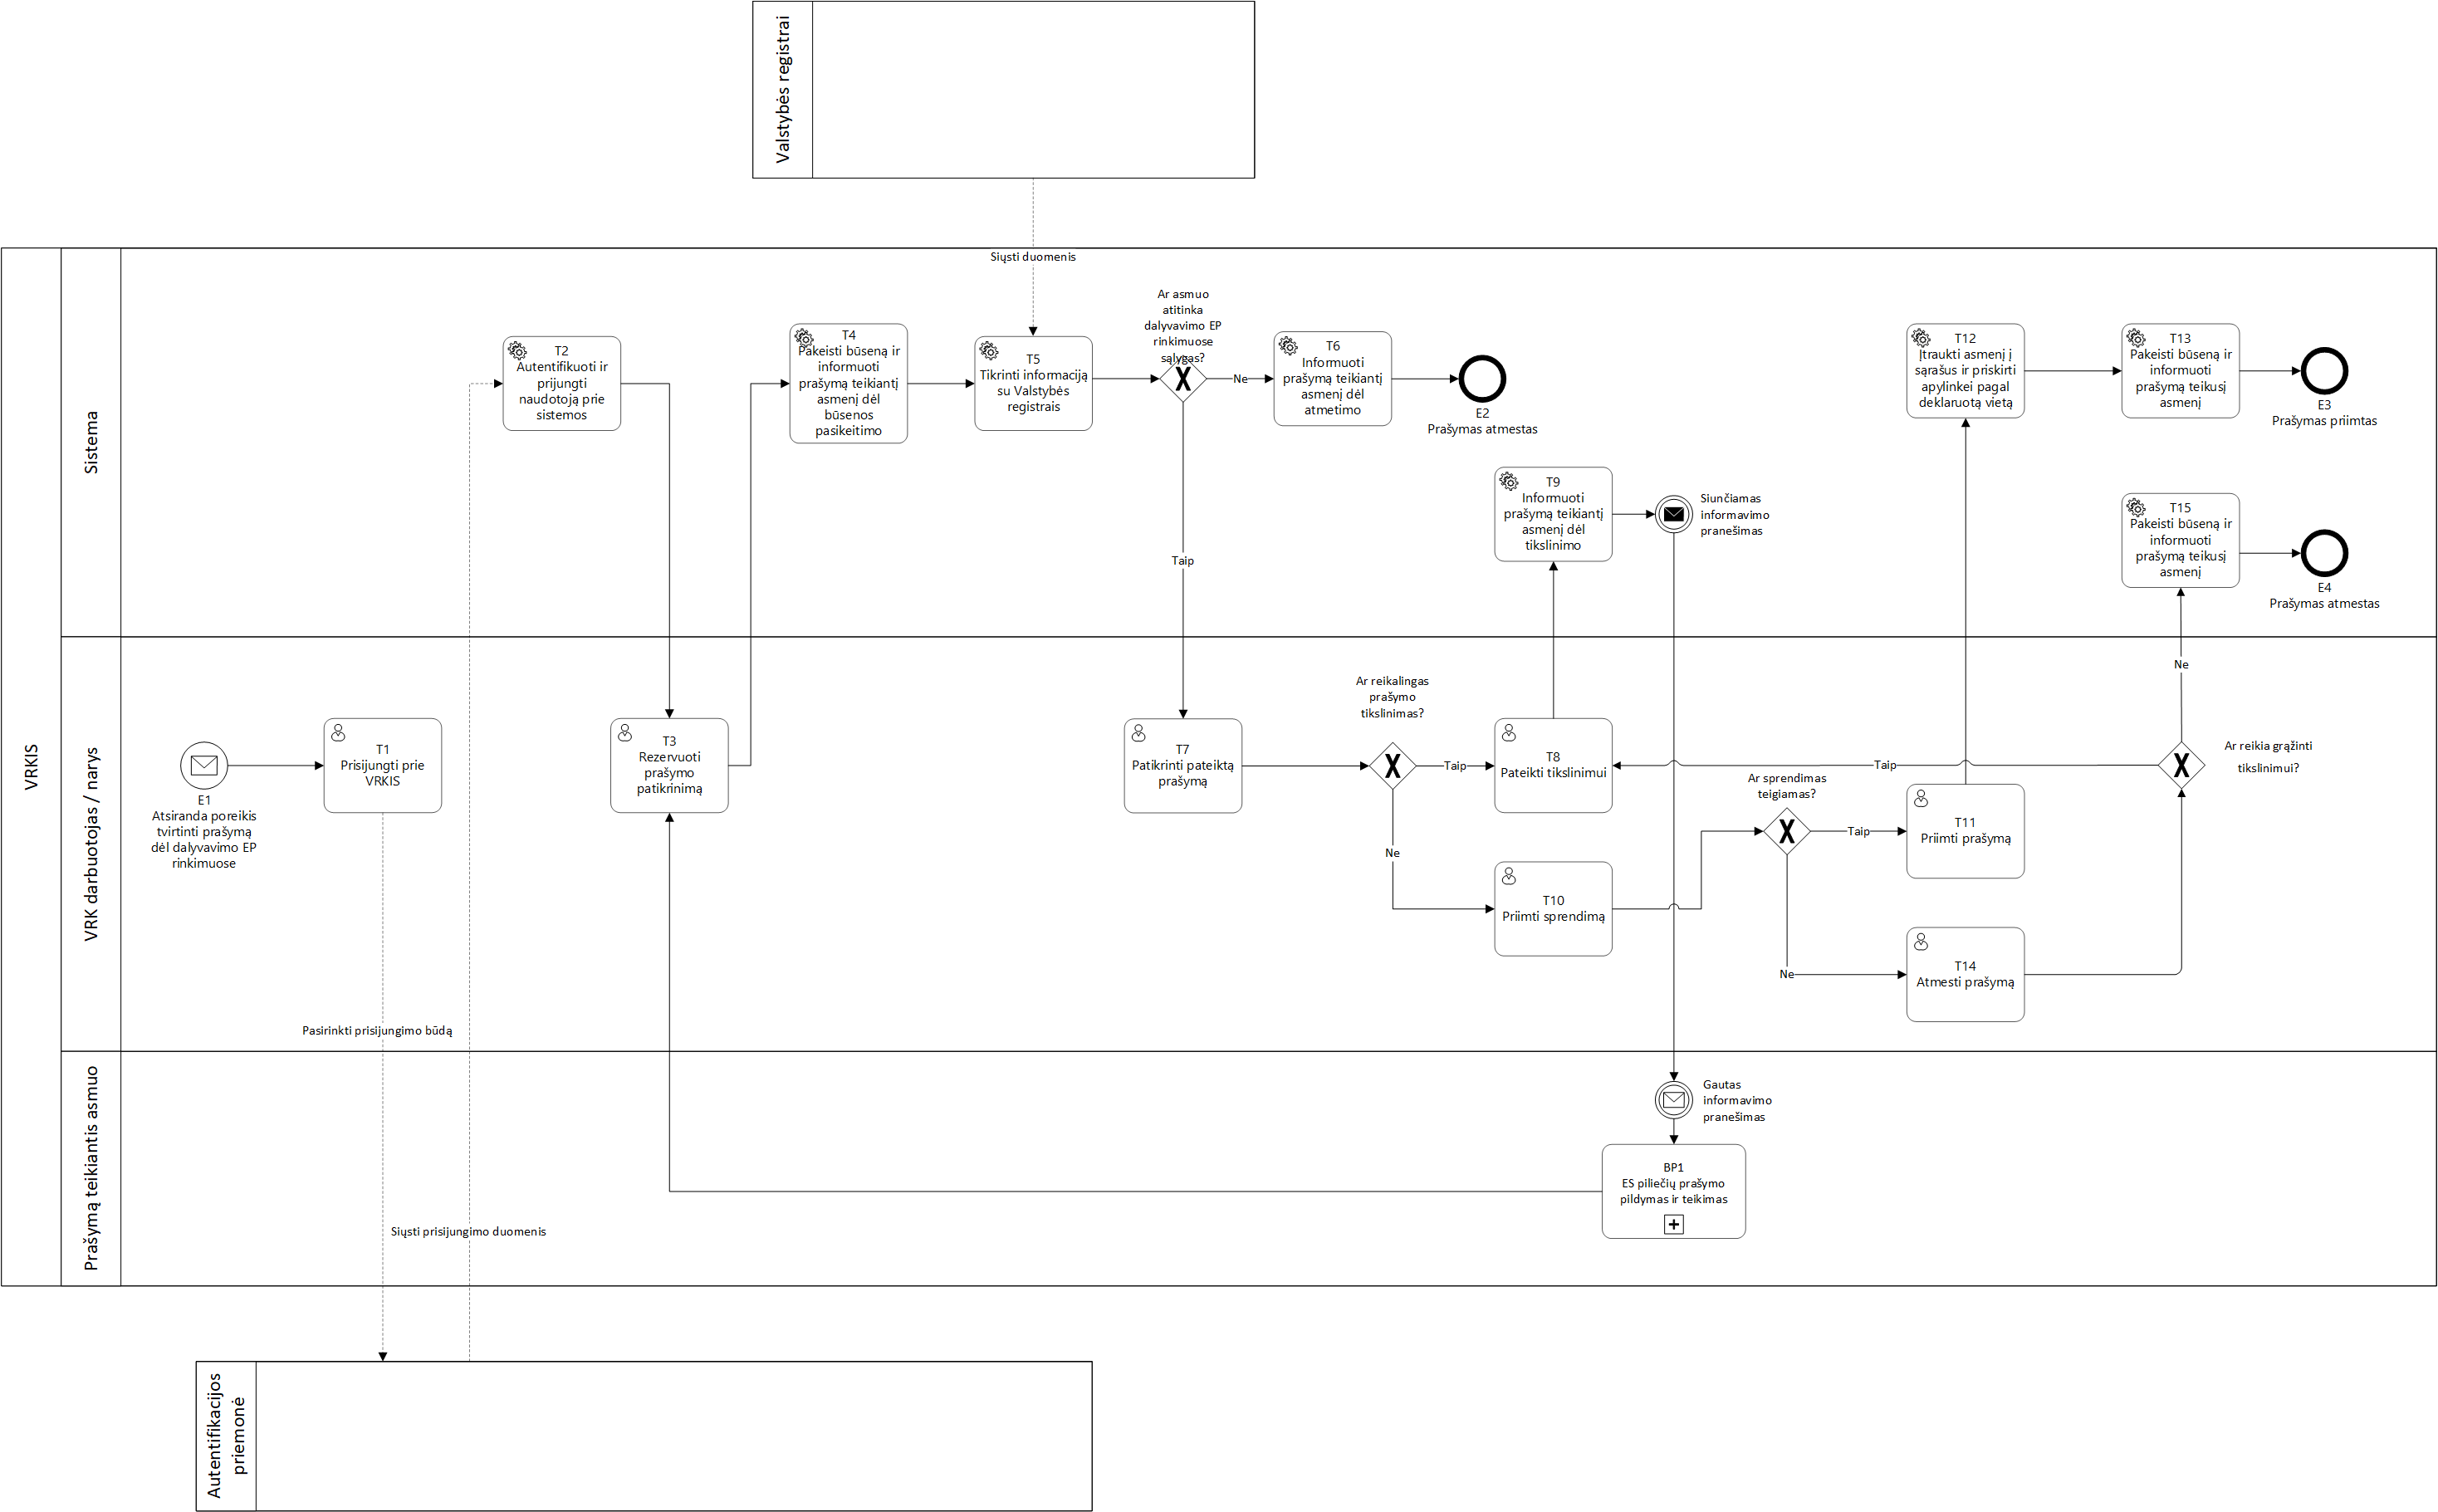 Valstybės registrai
Siųsti duomenis
VRKIS
Sistema
T2
Autentifikuoti ir
prijungti
naudotoją prie
sistemos
T4
Pakeisti būseną ir
informuoti
prašymą teikiantį
asmenį dėl
būsenos
pasikeitimo
T5
Tikrinti informaciją
su Valstybės
registrais
Ar asmuo
atitinka
dalyvavimo EP
rinkimuose
sąlygas?
Ne
T6
Informuoti
prašymą teikiantį
asmenį dėl
atmetimo
E2
Prašymas atmestas
Taip
T9
Informuoti
prašymą teikiantį
asmenį dėl
tikslinimo
Siunčiamas
informavimo
pranešimas
T12
Įtraukti asmenį į
sąrašus ir priskirti
apylinkei pagal
deklaruotą vietą
T13
Pakeisti būseną ir
informuoti
prašymą teikusį
asmenį
E3
Prašymas priimtas
T15
Pakeisti būseną ir
informuoti
prašymą teikusį
asmenį
E4
Prašymas atmestas
VRK darbuotojas / narys
E1
Atsiranda poreikis
tvirtinti prašymą
dėl dalyvavimo EP
rinkimuose
T1
Prisijungti prie
VRKIS
T3
Rezervuoti
prašymo
patikrinimą
T7
Patikrinti pateiktą
prašymą
Ar reikalingas
prašymo
tikslinimas?
Taip
Ne
T8
Pateikti tikslinimui
T10
Priimti sprendimą
Ar sprendimas
teigiamas?
Taip
Ne
T11
Priimti prašymą
T14
Atmesti prašymą
Taip
Ne
Ar reikia grąžinti
tikslinimui?
Pasirinkti prisijungimo būdą
Prašymą teikiantis asmuo
Gautas
informavimo
pranešimas
BP1
ES piliečių prašymo
pildymas ir teikimas
Siųsti prisijungimo duomenis
Autentifikacijos
priemonė